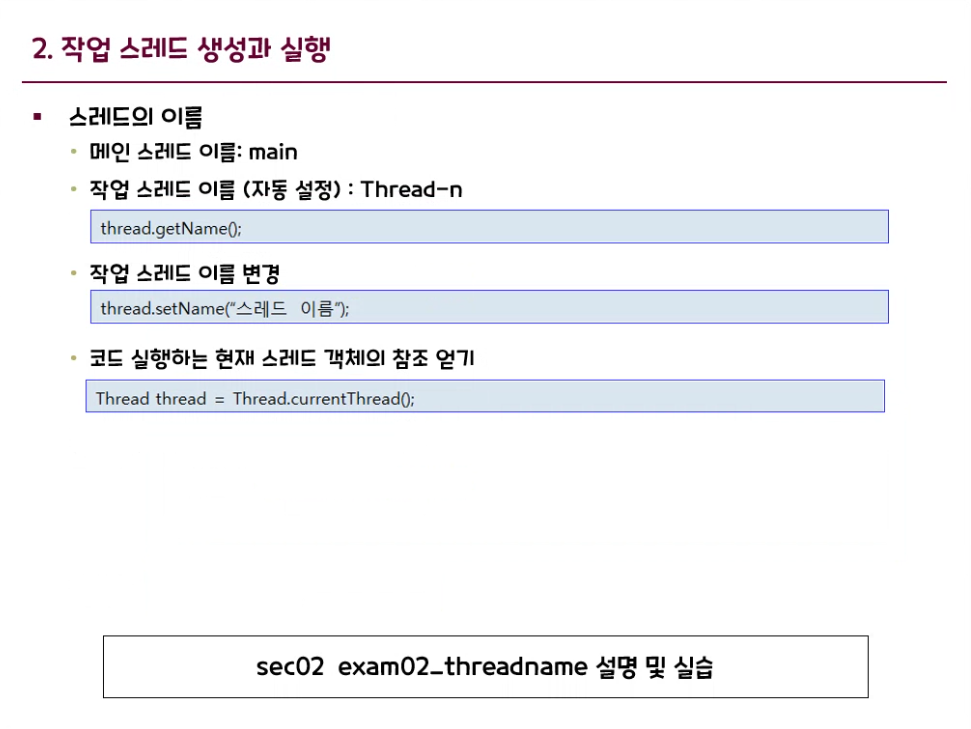 2. 작업 스레드 생성과 실행
스레드의 이름
메인 스레드 이름: main
작업 스레드 이름 (자동 설정) : Thread-n
thread.getName();
작업 스레드 이름 변경
thread.setName(“스레드 이름”);
코드 실행하는 현재 스레드 객체의 참조 얻기
Thread thread = Thread.currentThread();
sec02 exam02_threadname 설명 및 실습